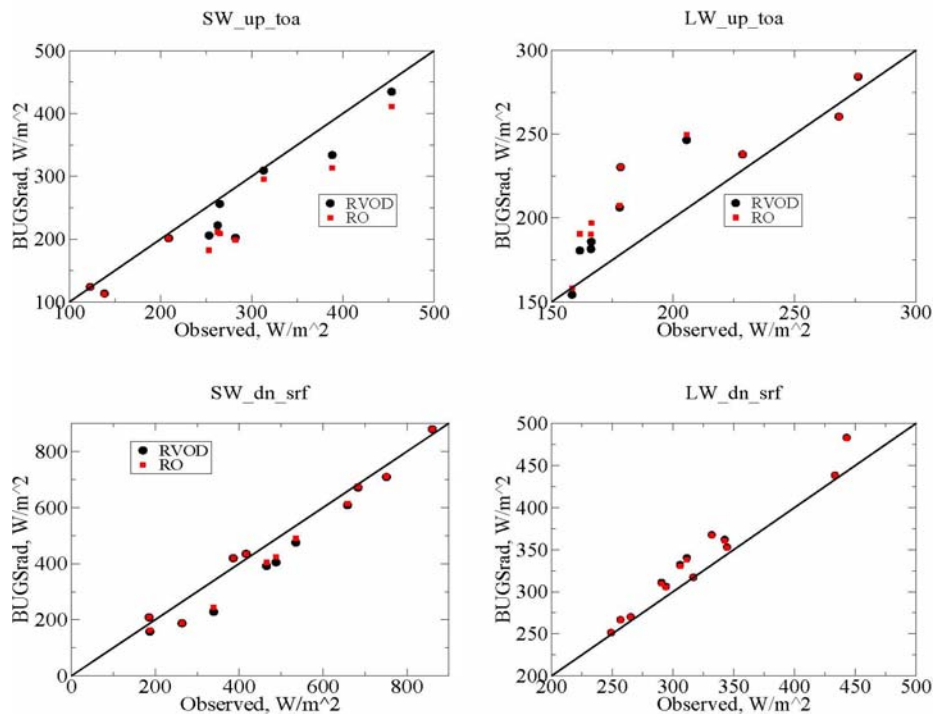 SW_up_toa
500
400
300
200
100
100 200 300 400 500
BUGSrad, W/m^2
Observed, W/m^2
RVOD
RO
LW_up_toa
300
250
200
150
150 200 250 300
BUGSrad, W/m^2
Observed, W/m^2
RVOD
RO
SW_dn_srf
800
600
400
200
0
0 200 400 600 800
BUGSrad, W/m^2
Observed, W/m^2
RVOD
RO
LW_dn_srf
500
450
400
350
300
250
200
200 250 300 350 400 450 500
BUGSrad, W/m^2
Observed, W/m^2